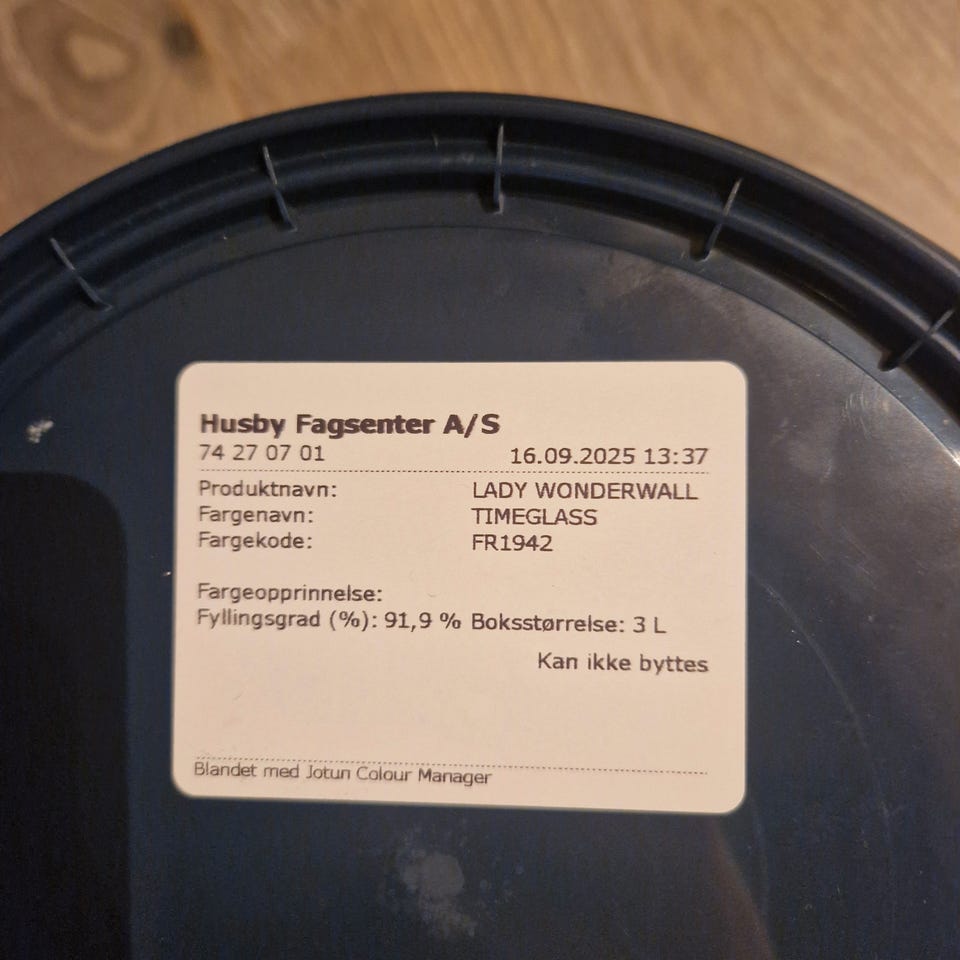 Husby Fagsenter A/S
74 27 07 01 16.09.2025 13:37
Produktnavn: LADY WONDERWALL
Fargenavn: TIMEGLASS
Fargekode: FR1942
Fargeopprinnelse:
Fyllingsgrad (%): 91,9 % Boksstørrelse: 3 L
Kan ikke byttes
Blandet med Jotun Colour Manager